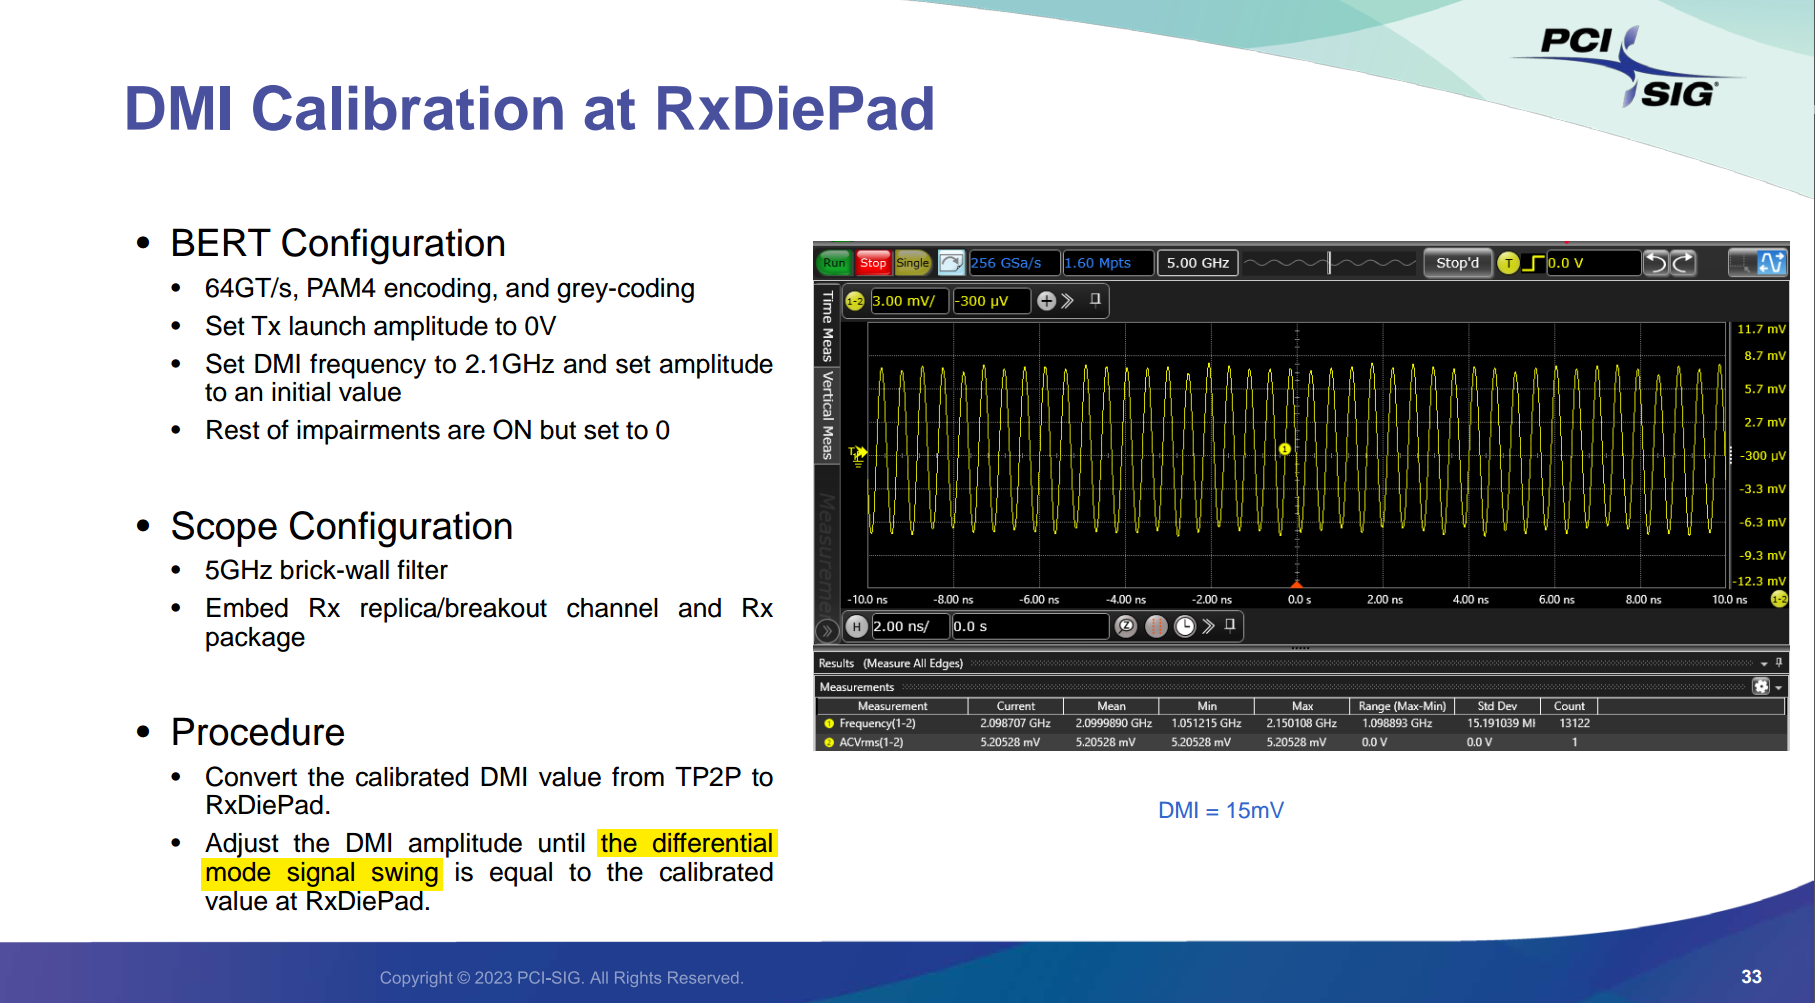 PCI
SIG
DMI Calibration at RxDiePad
• BERT Configuration
• 64GT/s, PAM4 encoding, and grey-coding
• Set Tx launch amplitude to 0V
• Set DMI frequency to 2.1GHz and set amplitude
to an initial value
• Rest of impairments are ON but set to 0
• Scope Configuration
• 5GHz brick-wall filter
• Embed Rx replica/breakout channel and Rx
package
• Procedure
• Convert the calibrated DMI value from TP2P to
RxDiePad.
• Adjust the DMI amplitude until the differential
mode signal swing is equal to the calibrated
value at RxDiePad.
Run Stop Single 256 GSa/s 1.60 Mpts 5.00 GHz Stop'd T 0.0 V
1-2 3.00 mV/ -300 µV
Time Meas
Vertical Meas
Measureme
11.7 mV
8.7 mV
5.7 mV
2.7 mV
-300 µV
-3.3 mV
-6.3 mV
-9.3 mV
-12.3 mV
1
-10.0 ns -8.00 ns -6.00 ns -4.00 ns -2.00 ns 0.0 s 2.00 ns 4.00 ns 6.00 ns 8.00 ns 10.0 ns 1-2
H 2.00 ns/ 0.0 s
Results (Measure All Edges)
Measurements
Measurement Current Mean Min Max Range (Max-Min) Std Dev Count
1 Frequency(1-2) 2.098707 GHz 2.0999890 GHz 1.051215 GHz 2.150108 GHz 1.098893 GHz 15.191039 MI 13122
2 ACVrms(1-2) 5.20528 mV 5.20528 mV 5.20528 mV 5.20528 mV 0.0 V 0.0 V 1
DMI = 15mV
Copyright © 2023 PCI-SIG. All Rights Reserved.
33